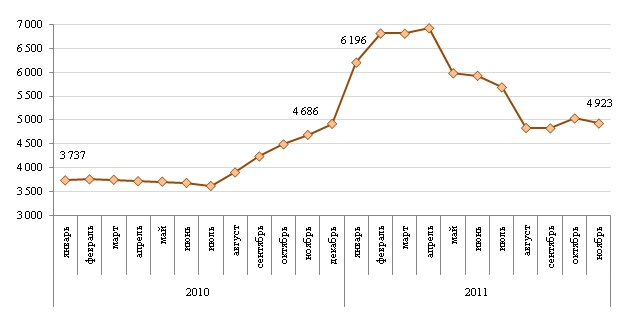 7 000
6 500
6 000
5 500
5 000
4 500
4 000
3 500
3 000
3 737
4 686
6 196
4 923
январь
февраль
март
апрель
май
июнь
июль
август
сентябрь
октябрь
ноябрь
декабрь
январь
февраль
март
апрель
май
июнь
июль
август
сентябрь
октябрь
ноябрь
2010
2011